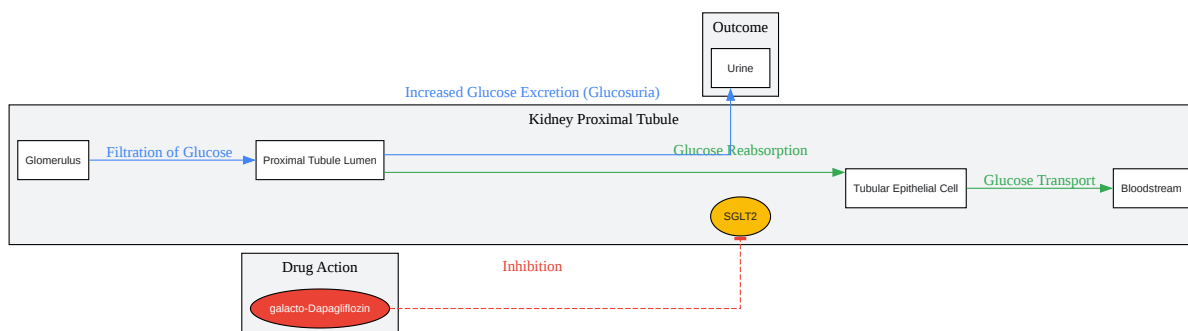 Outcome
Urine
Increased Glucose Excretion (Glucosuria)
Kidney Proximal Tubule
Glomerulus
Filtration of Glucose
Proximal Tubule Lumen
Glucose Reabsorption
Tubular Epithelial Cell
Glucose Transport
Bloodstream
SGLT2
Drug Action
Inhibition
galacto-Dapagliflozin